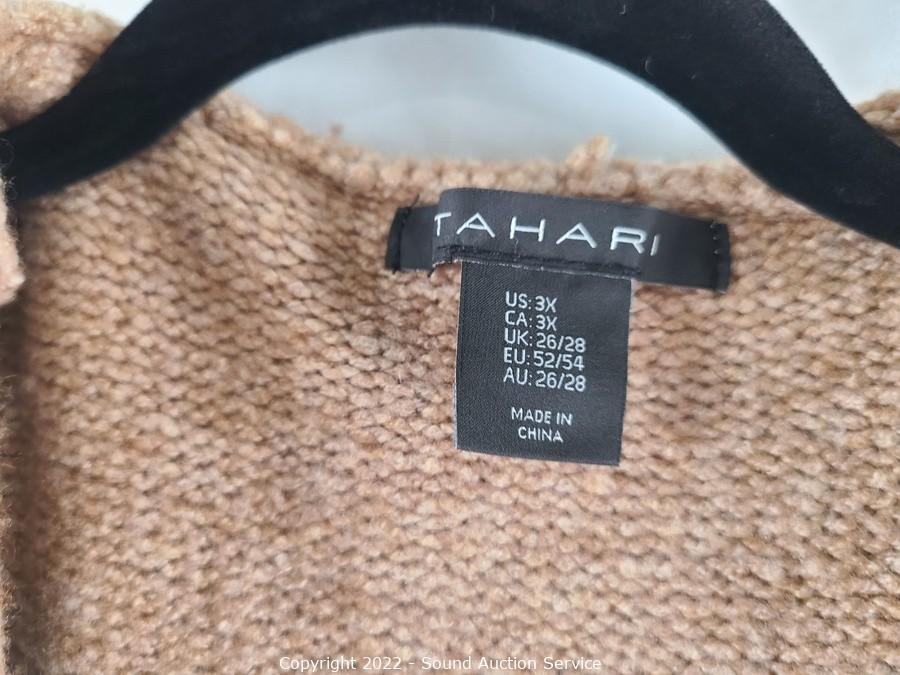 TAHARI
US: 3X
CA: 3X
UK: 26/28
EU: 52/54
AU: 26/28
MADE IN
CHINA
Copyright 2022 - Sound Auction Service